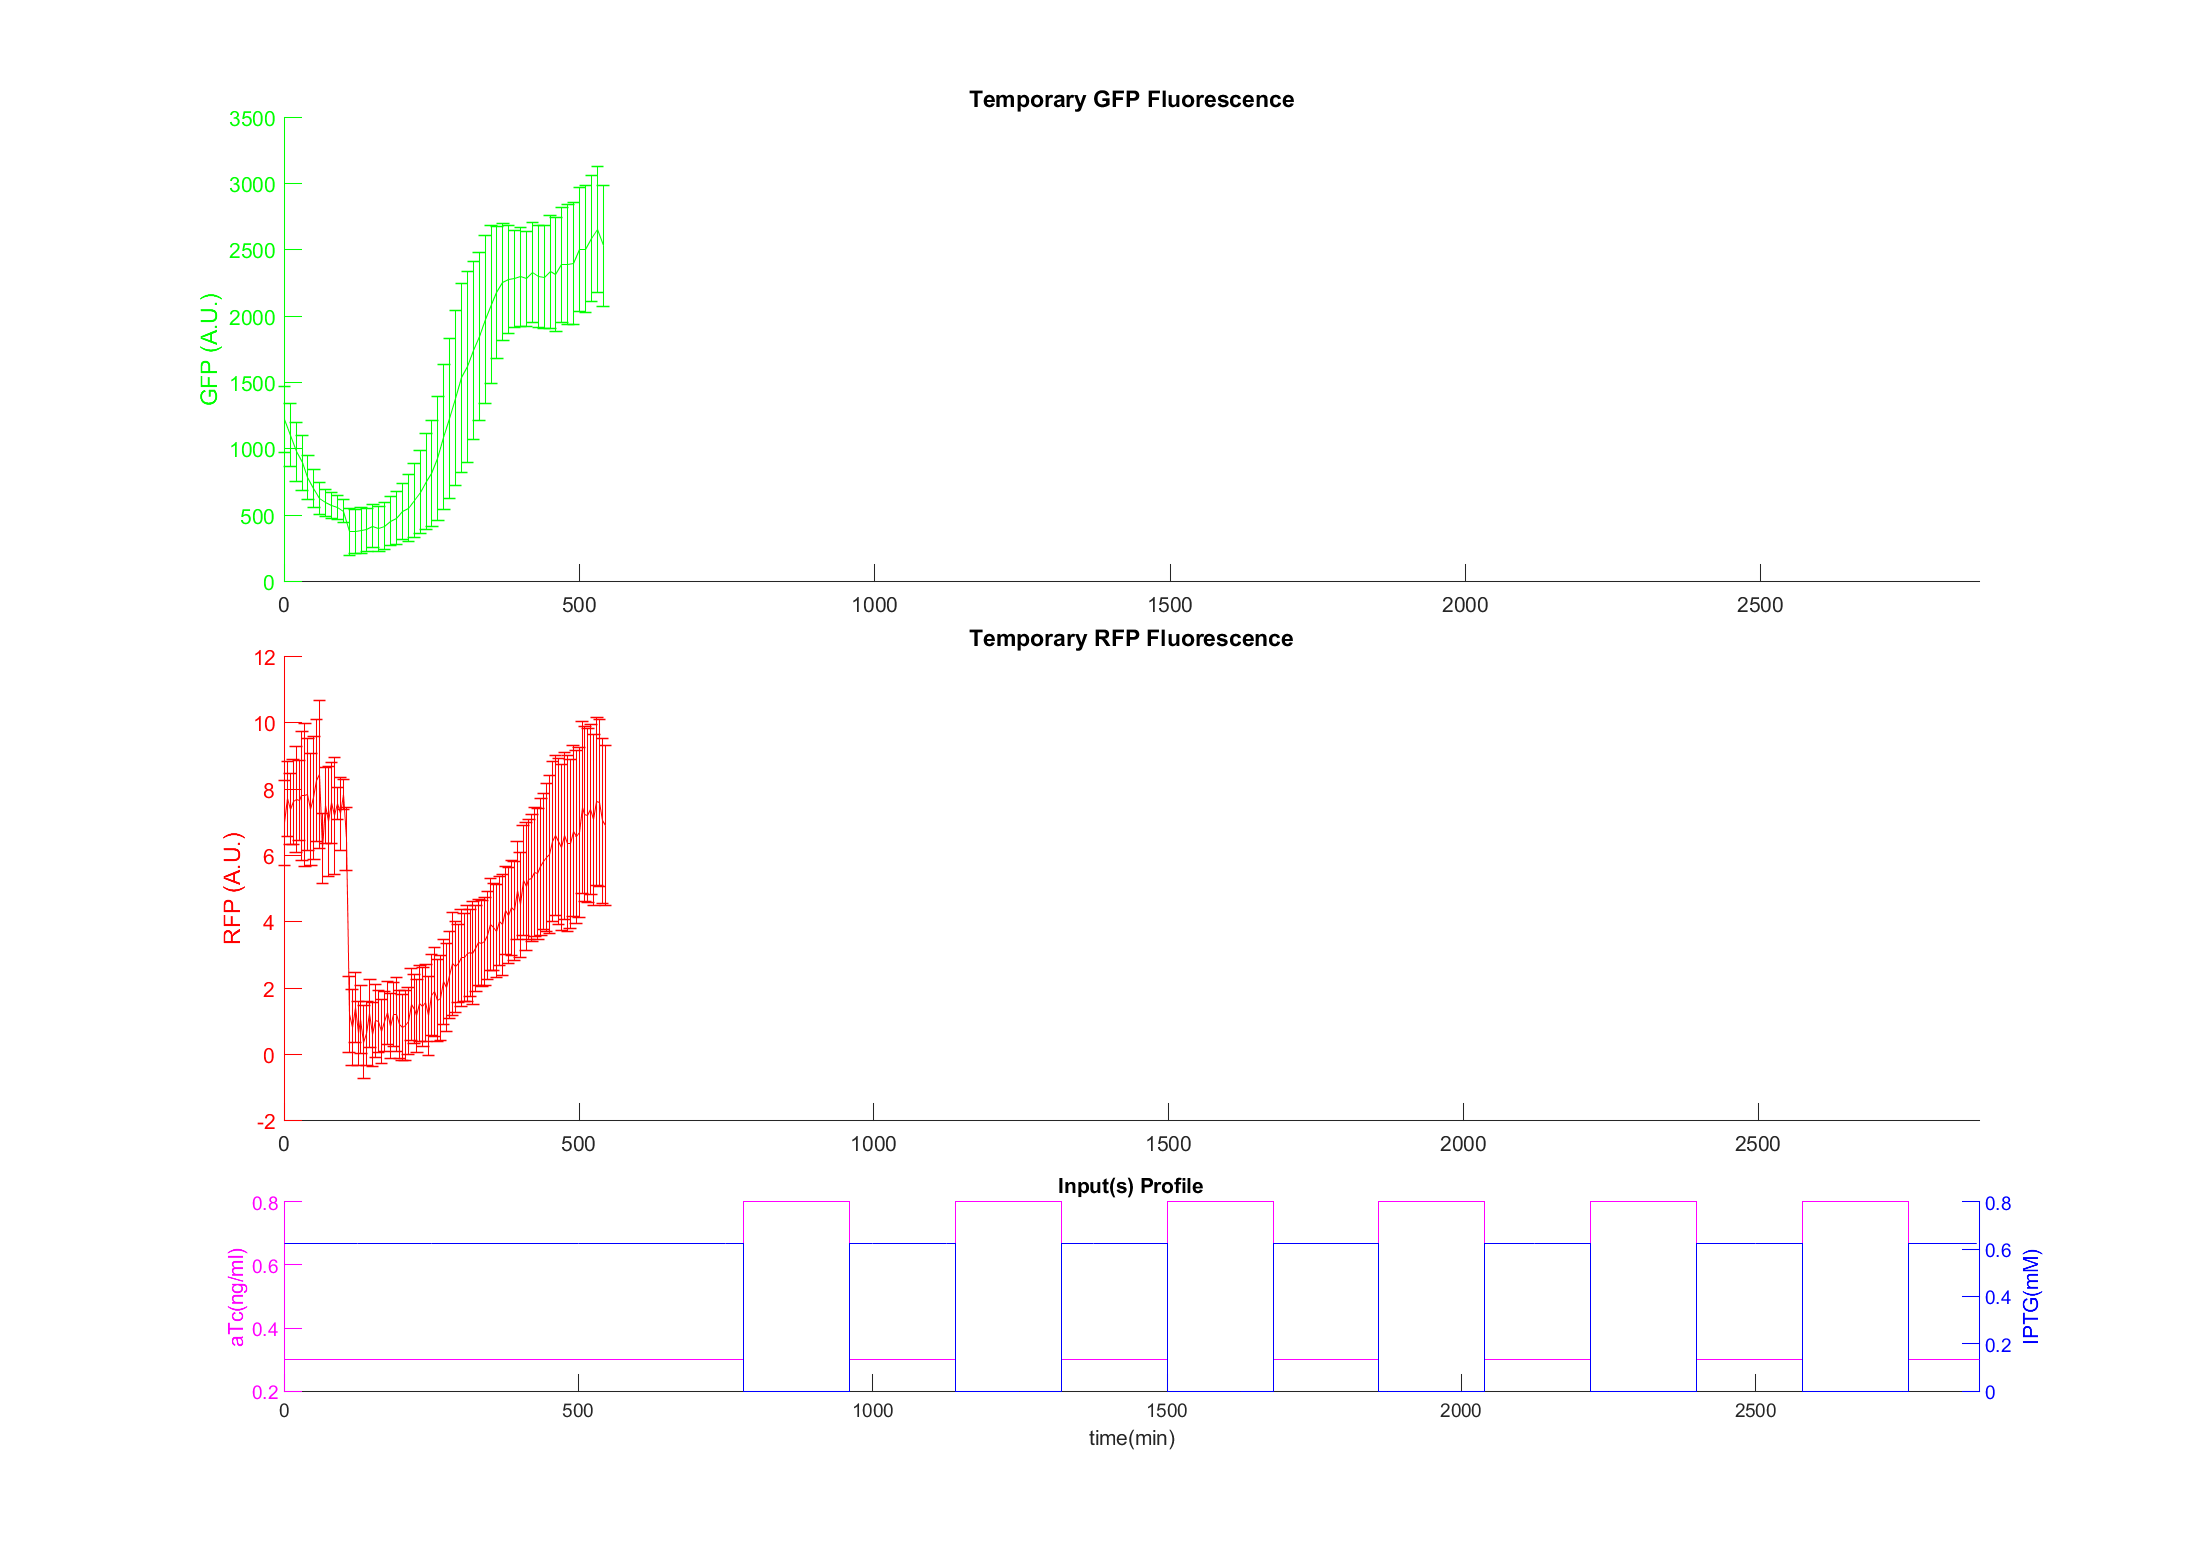 Temporary GFP Fluorescence
3500
3000
2500
2000
1500
1000
500
0
GFP (A.U.)
0 500 1000 1500 2000 2500
Temporary RFP Fluorescence
12
10
8
6
4
2
0
-2
RFP (A.U.)
0 500 1000 1500 2000 2500
Input(s) Profile
0.8
0.6
0.4
0.2
aTc(ng/ml)
0.8
0.6
0.4
0.2
0
IPTG(mM)
0 500 1000 1500 2000 2500
time(min)